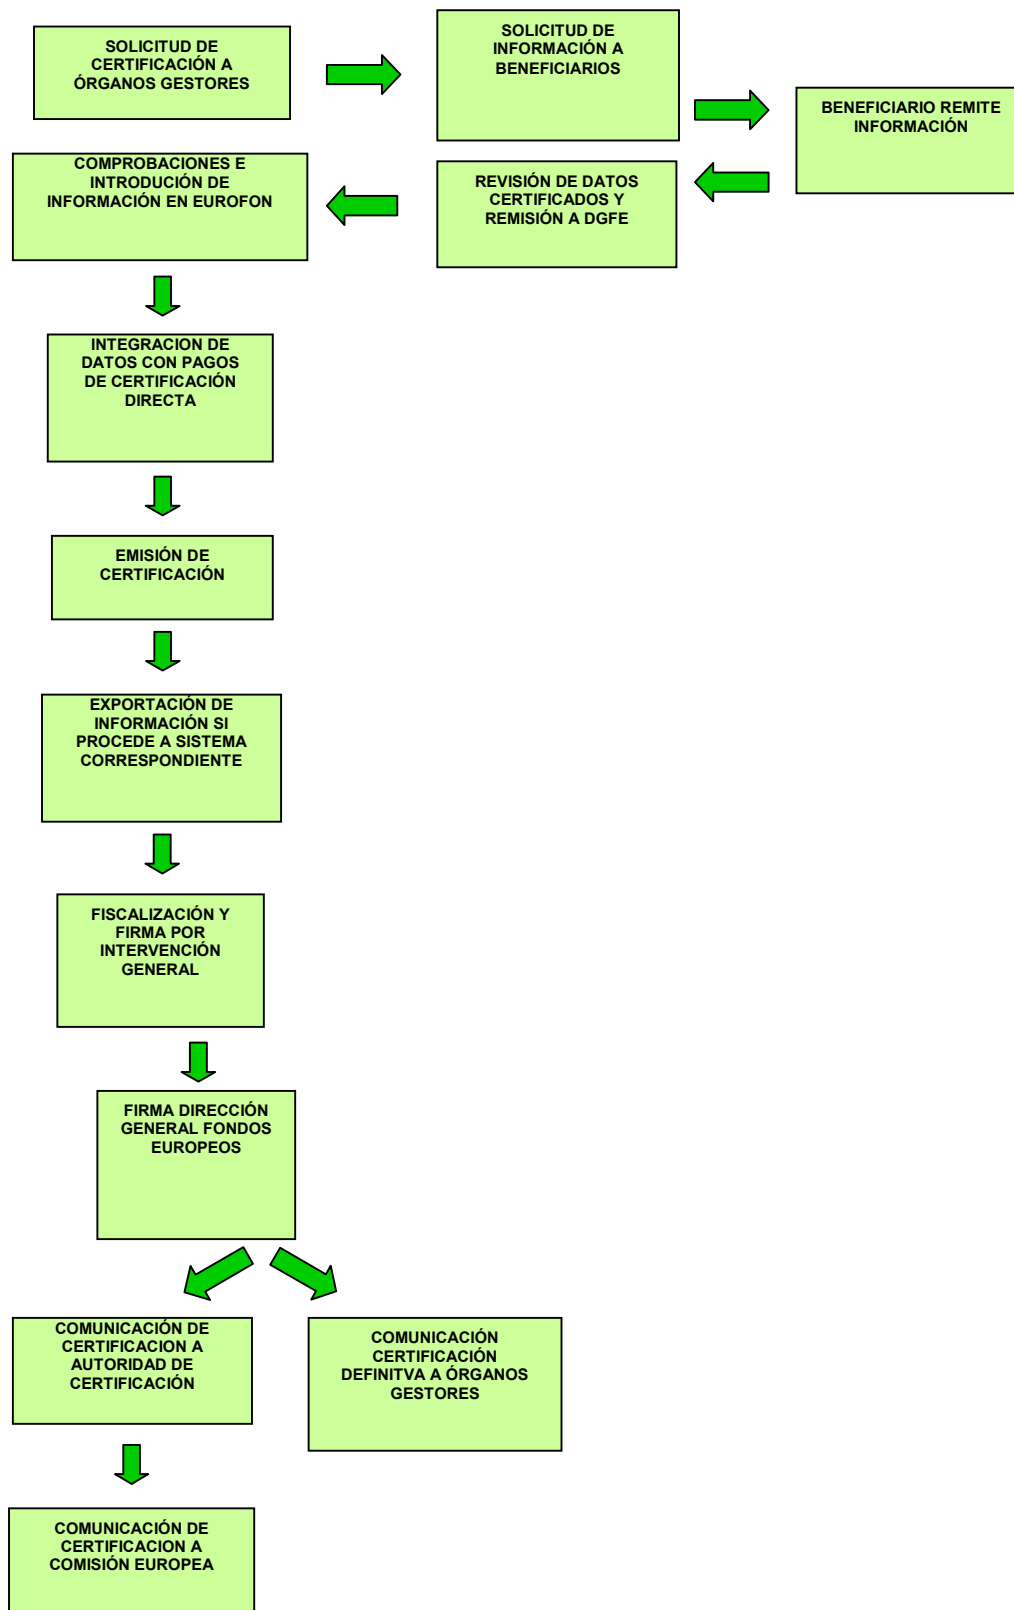 SOLICITUD DE
CERTIFICACIÓN A
ÓRGANOS GESTORES
SOLICITUD DE
INFORMACIÓN A
BENEFICIARIOS
BENEFICIARIO REMITE
INFORMACIÓN
REVISIÓN DE DATOS
CERTIFICADOS Y
REMISIÓN A DGFE
COMPROBACIONES E
INTRODUCIÓN DE
INFORMACIÓN EN EUROFON
INTEGRACION DE
DATOS CON PAGOS
DE CERTIFICACIÓN
DIRECTA
EMISIÓN DE
CERTIFICACIÓN
EXPORTACIÓN DE
INFORMACIÓN SI
PROCEDE A SISTEMA
CORRESPONDIENTE
FISCALIZACIÓN Y
FIRMA POR
INTERVENCIÓN
GENERAL
FIRMA DIRECCIÓN
GENERAL FONDOS
EUROPEOS
COMUNICACIÓN DE
CERTIFICACION A
AUTORIDAD DE
CERTIFICACIÓN
COMUNICACIÓN
CERTIFICACIÓN
DEFINITVA A ÓRGANOS
GESTORES
COMUNICACIÓN DE
CERTIFICACION A
COMISIÓN EUROPEA